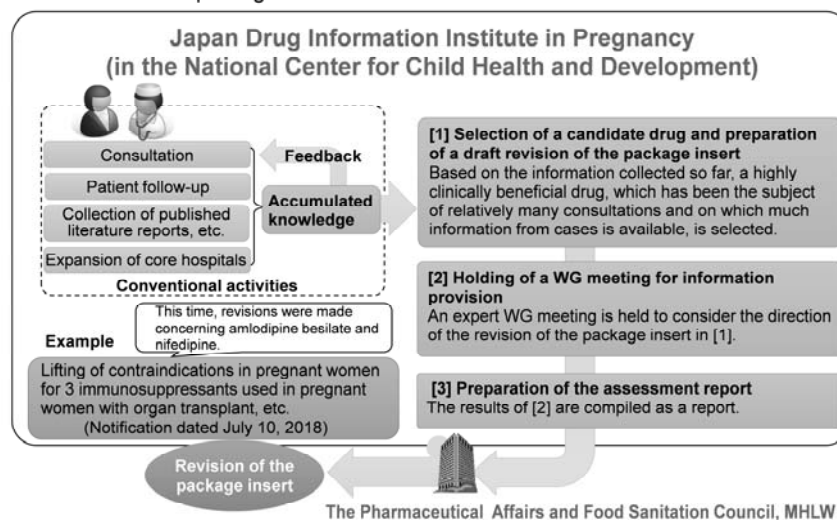 Japan Drug Information Institute in Pregnancy
(in the National Center for Child Health and Development)
Consultation
Patient follow-up
Collection of published
literature reports, etc.
Expansion of core hospitals
Feedback
Accumulated
knowledge
Conventional activities
This time, revisions were made
concerning amlodipine besilate and
nifedipine.
Example
Lifting of contraindications in pregnant women
for 3 immunosuppressants used in pregnant
women with organ transplant, etc.
(Notification dated July 10, 2018)
[1] Selection of a candidate drug and preparation
of a draft revision of the package insert
Based on the information collected so far, a highly
clinically beneficial drug, which has been the subject
of relatively many consultations and on which much
information from cases is available, is selected.
[2] Holding of a WG meeting for information
provision
An expert WG meeting is held to consider the
direction of the revision of the package insert in [1].
[3] Preparation of the assessment report
The results of [2] are compiled as a report.
Revision of the
package insert
The Pharmaceutical Affairs and Food Sanitation Council, MHLW